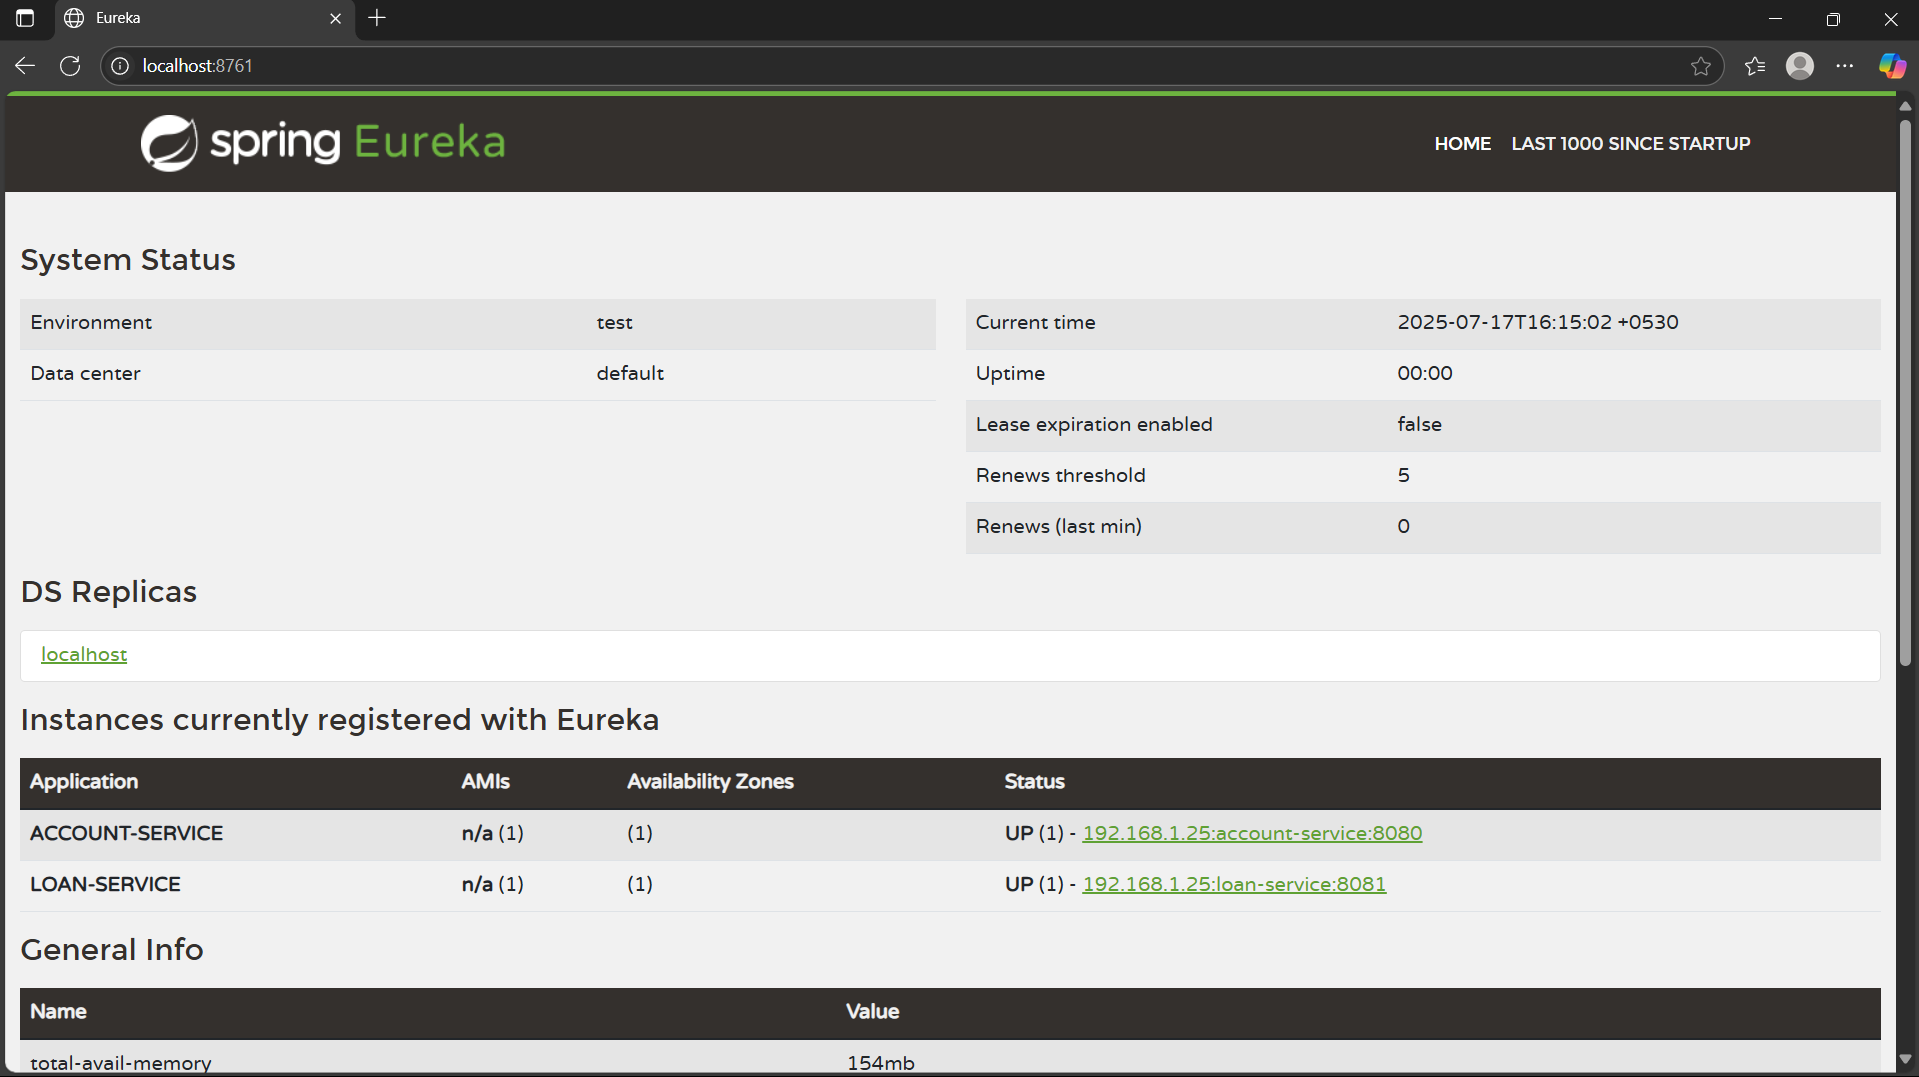 Eureka
localhost:8761
spring Eureka
HOME LAST 1000 SINCE STARTUP
System Status
Environment test
Data center default
Current time 2025-07-17T16:15:02 +0530
Uptime 00:00
Lease expiration enabled false
Renews threshold 5
Renews (last min) 0
DS Replicas
localhost
Instances currently registered with Eureka
Application AMIs Availability Zones Status
ACCOUNT-SERVICE n/a (1) (1) UP (1) - 192.168.1.25:account-service:8080
LOAN-SERVICE n/a (1) (1) UP (1) - 192.168.1.25:loan-service:8081
General Info
Name Value
total-avail-memory 154mb